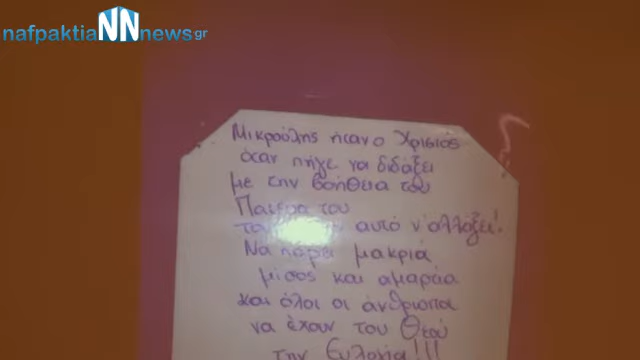 nafpaktiaNNnews.gr
Μικρούλης ήταν ο Χριστός
όταν πήγε να διδάξει
με την βοήθεια του
Πατέρα του
αυτό ν' αλλάξει!
Να πάρει μακριά
μίσος και αμαρτία
και όλοι οι άνθρωποι
να έχουν του Θεού
την Ευλογία!!!